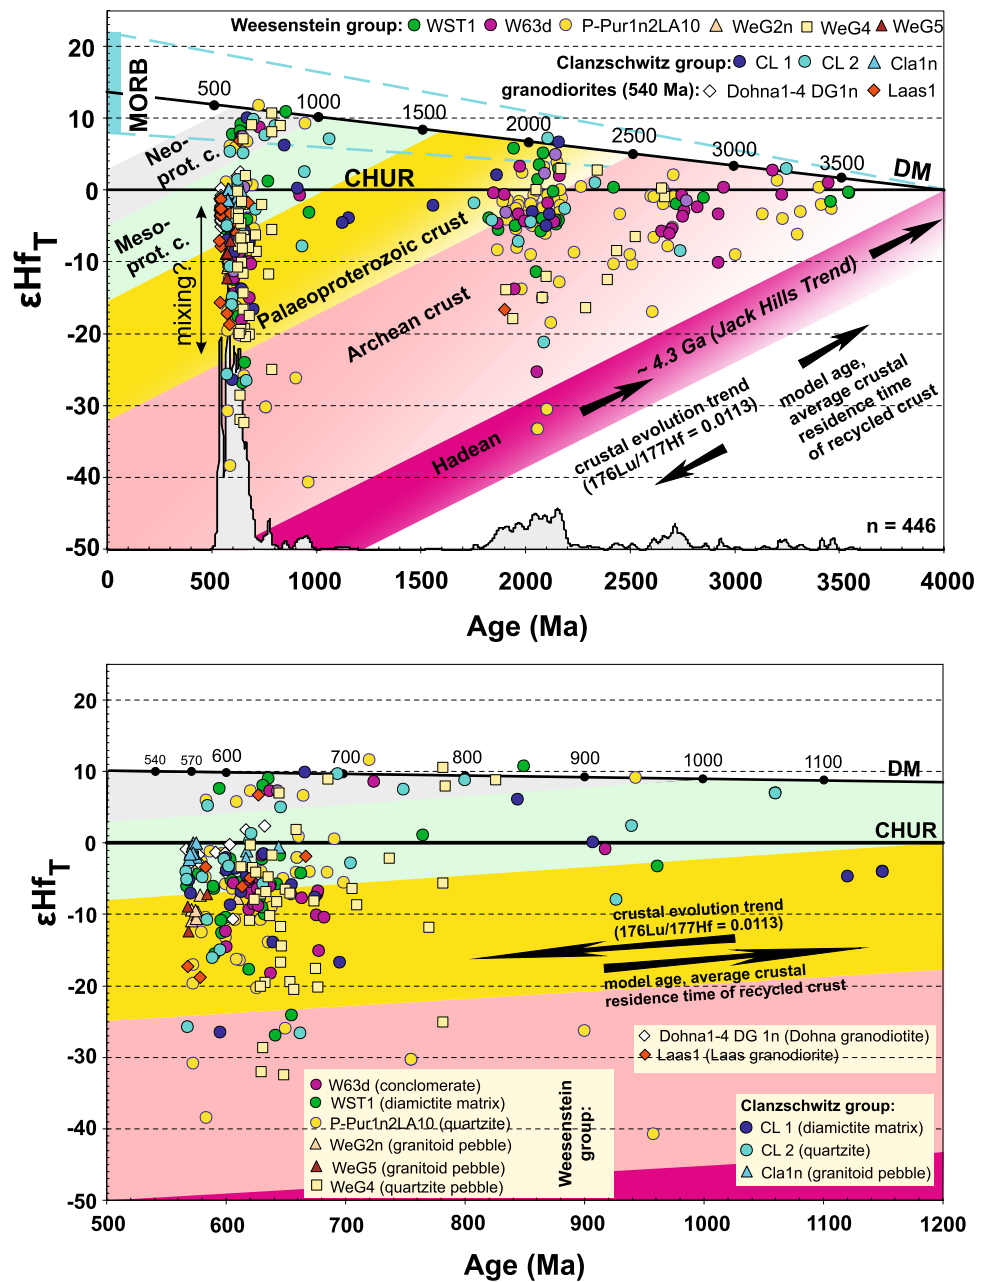 Weesenstein group: WST1 W63d P-Pur1n2LA10 WeG2n WeG4 WeG5
Clanzschwitz group: CL 1 CL 2 Cla1n
granodiorites (540 Ma): Dohna1-4 DG1n Laas1
MORB
500 1000 1500 2000 2500 3000 3500
DM
CHUR
Neo-
prot. c.
Meso-
prot. c.
mixing ?
Palaeoproterozoic crust
Archean crust
Hadean
~ 4.3 Ga (Jack Hills Trend)
crustal evolution trend
(176Lu/177Hf = 0.0113)
model age,
average crustal
residence time
of recycled crust
n = 446
20
10
0
-10
-20
-30
-40
-50
εHfT
0 500 1000 1500 2000 2500 3000 3500 4000
Age (Ma)
540 570 600 700 800 900 1000 1100
DM
CHUR
crustal evolution trend
(176Lu/177Hf = 0.0113)
model age, average crustal
residence time of recycled crust
Dohna1-4 DG 1n (Dohna granodiotite)
Laas1 (Laas granodiorite)
W63d (conclomerate)
WST1 (diamictite matrix)
P-Pur1n2LA10 (quartzite)
WeG2n (granitoid pebble)
WeG5 (granitoid pebble)
WeG4 (quartzite pebble)
Weesenstein
group:
Clanzschwitz group:
CL 1 (diamictite matrix)
CL 2 (quartzite)
Cla1n (granitoid pebble)
20
10
0
-10
-20
-30
-40
-50
εHfT
500 600 700 800 900 1000 1100 1200
Age (Ma)